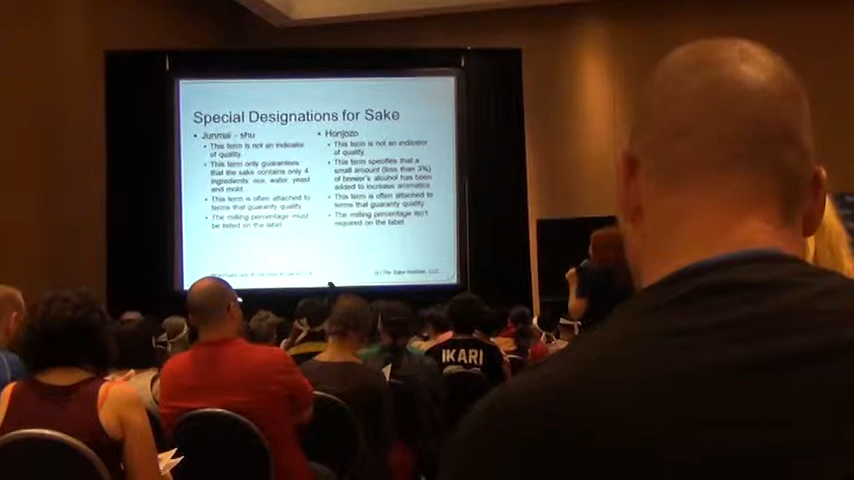 Special Designations for Sake
• Junmai - shu
• This term is not an indicator
of quality.
• This term only guarantees
that the sake contains only 4
ingredients: rice, water, yeast
and mold.
• This term is often attached to
terms that guaranty quality.
• The milling percentage must
be listed on the label.
• Honjozo
• This term is not an indicator
of quality.
• This term specifies that a
small amount (less than 3%)
of brewer's alcohol has been
added to increase aromatics.
• This term is often attached to
terms that guaranty quality.
• The milling percentage isn't
required on the label.
(c) The Sake Institute, LLC
IKARI